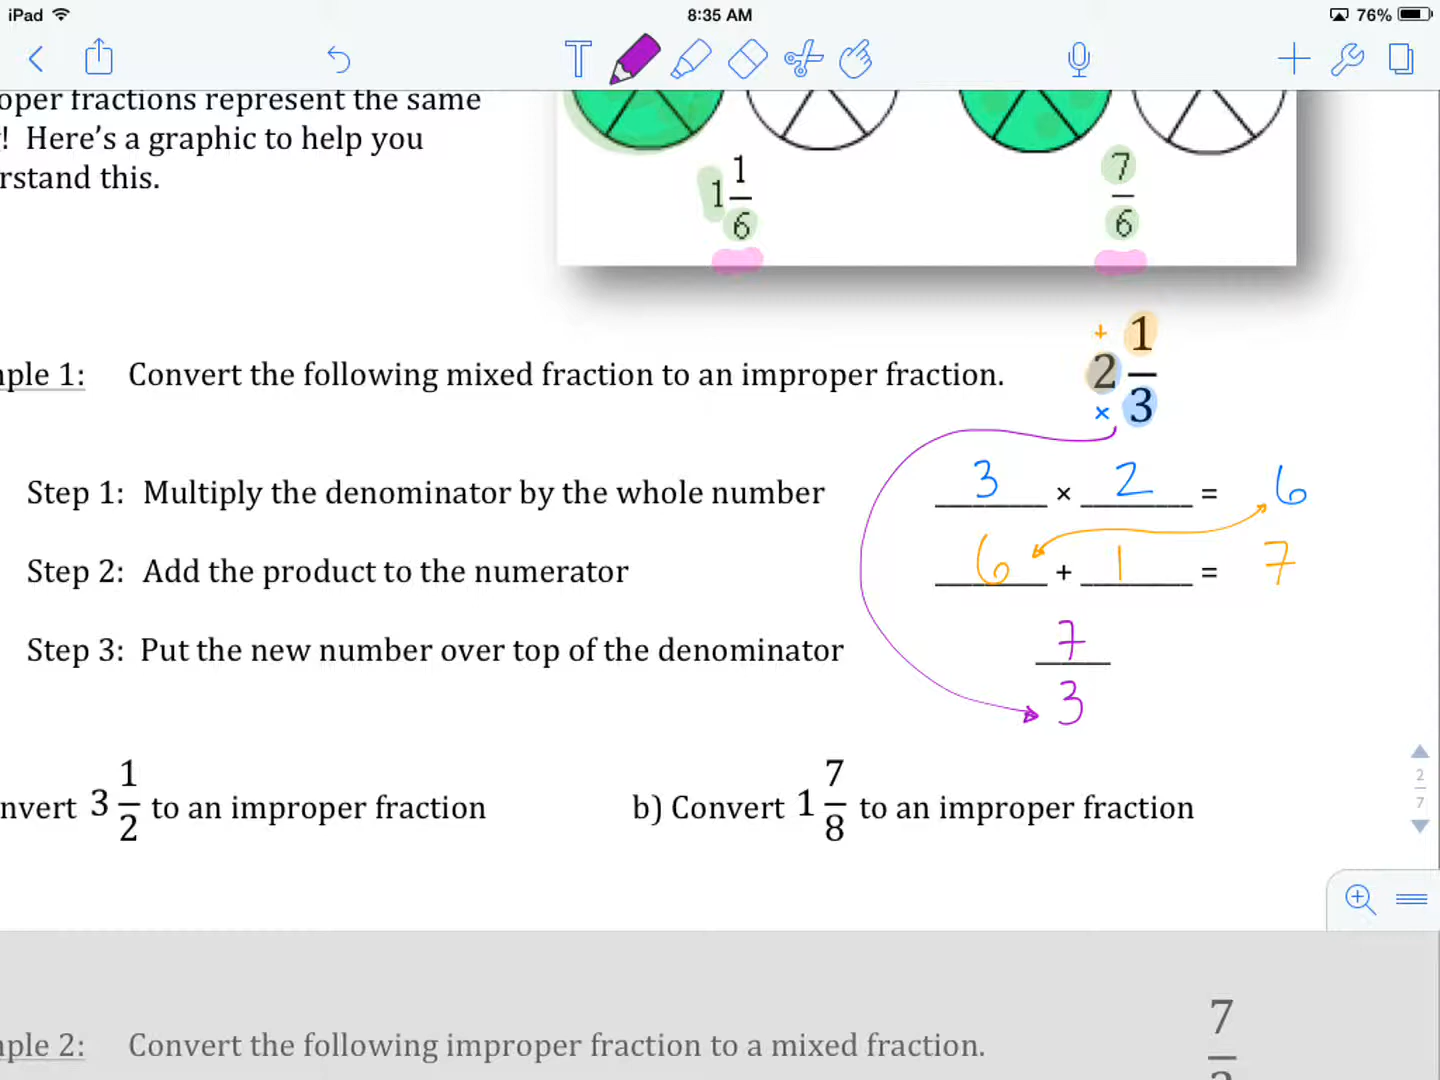 iPad 8:35 AM 76%
T
oper fractions represent the same
! Here's a graphic to help you
rstand this.
1 1/6 7/6
+ 1
nple 1: Convert the following mixed fraction to an improper fraction. 2
× 3
Step 1: Multiply the denominator by the whole number 3 × 2 = 6
Step 2: Add the product to the numerator 6 + 1 = 7
Step 3: Put the new number over top of the denominator 7
3
nvert 3 1/2 to an improper fraction b) Convert 1 7/8 to an improper fraction
2
7
7
nple 2: Convert the following improper fraction to a mixed fraction.